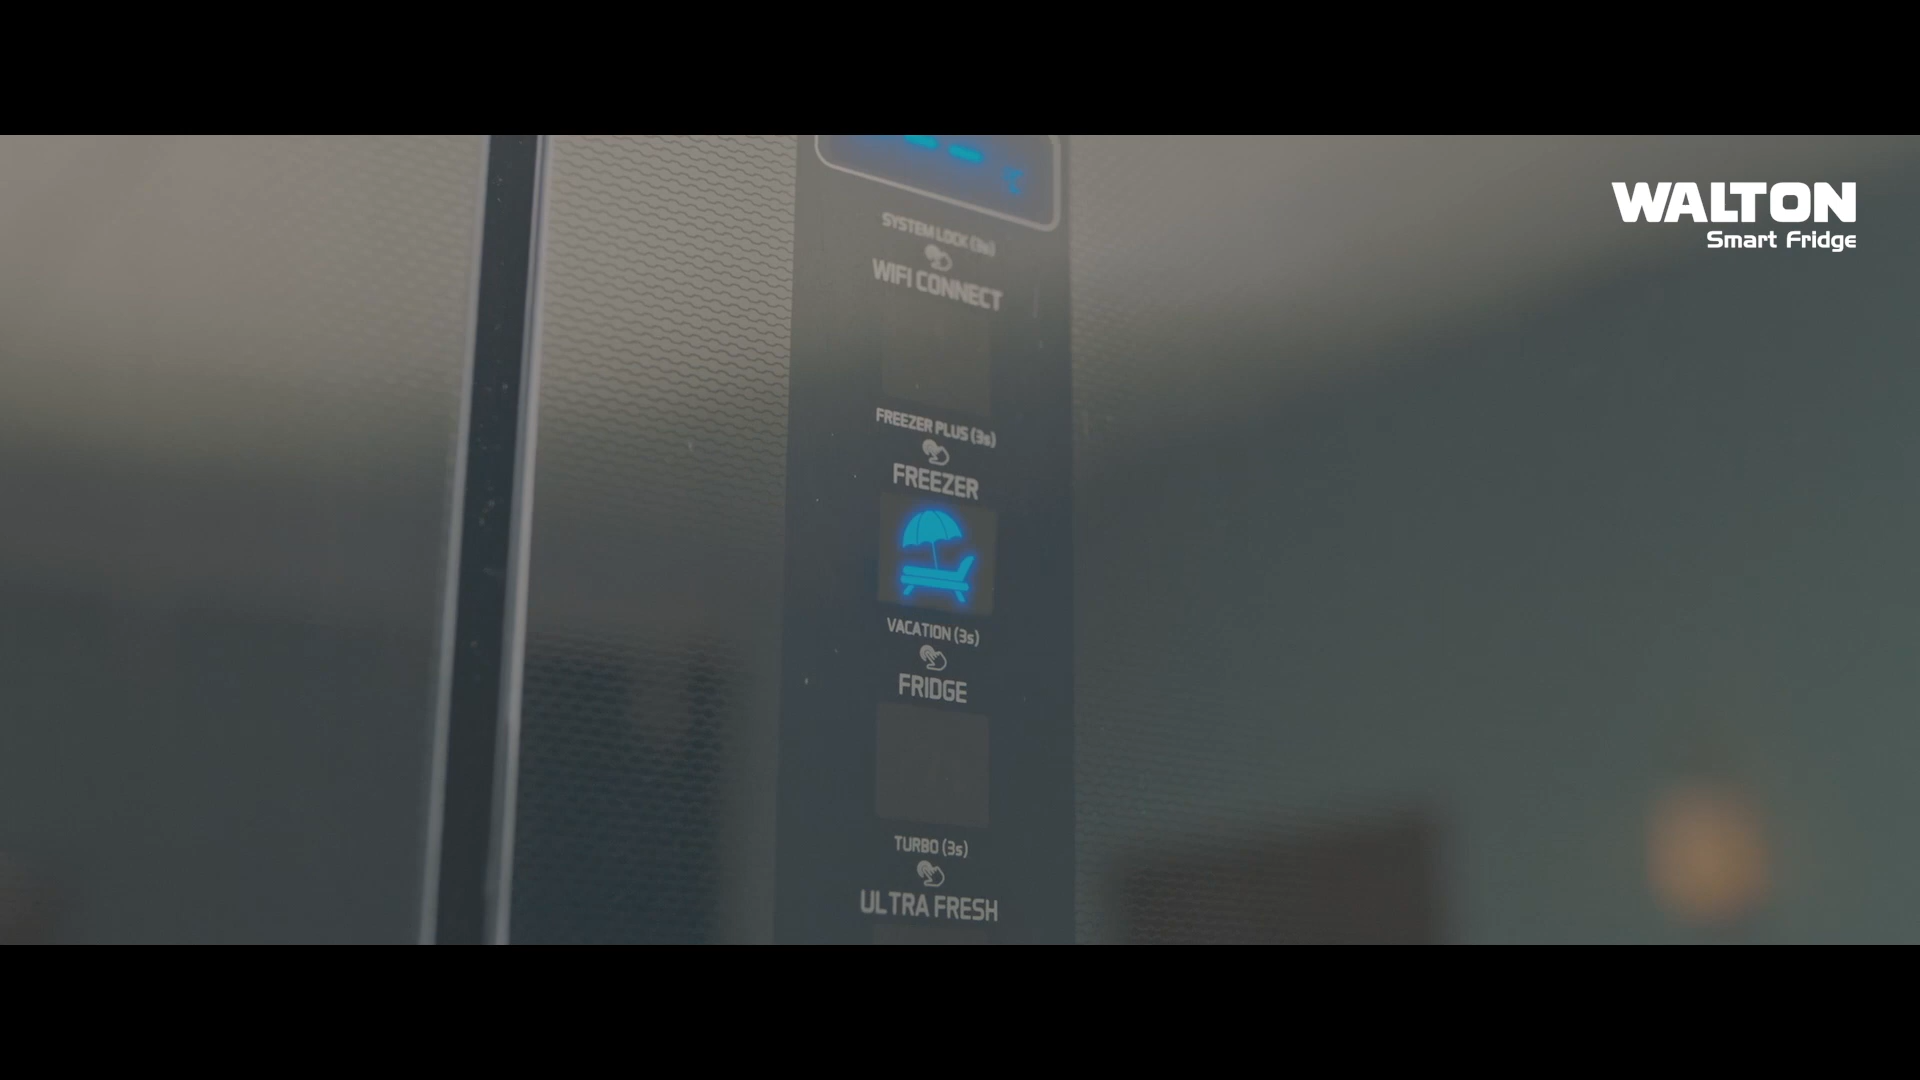 WALTON
Smart Fridge
SYSTEM LOCK (3s)
WIFI CONNECT
FREEZER PLUS (3s)
FREEZER
VACATION (3s)
FRIDGE
TURBO (3s)
ULTRA FRESH